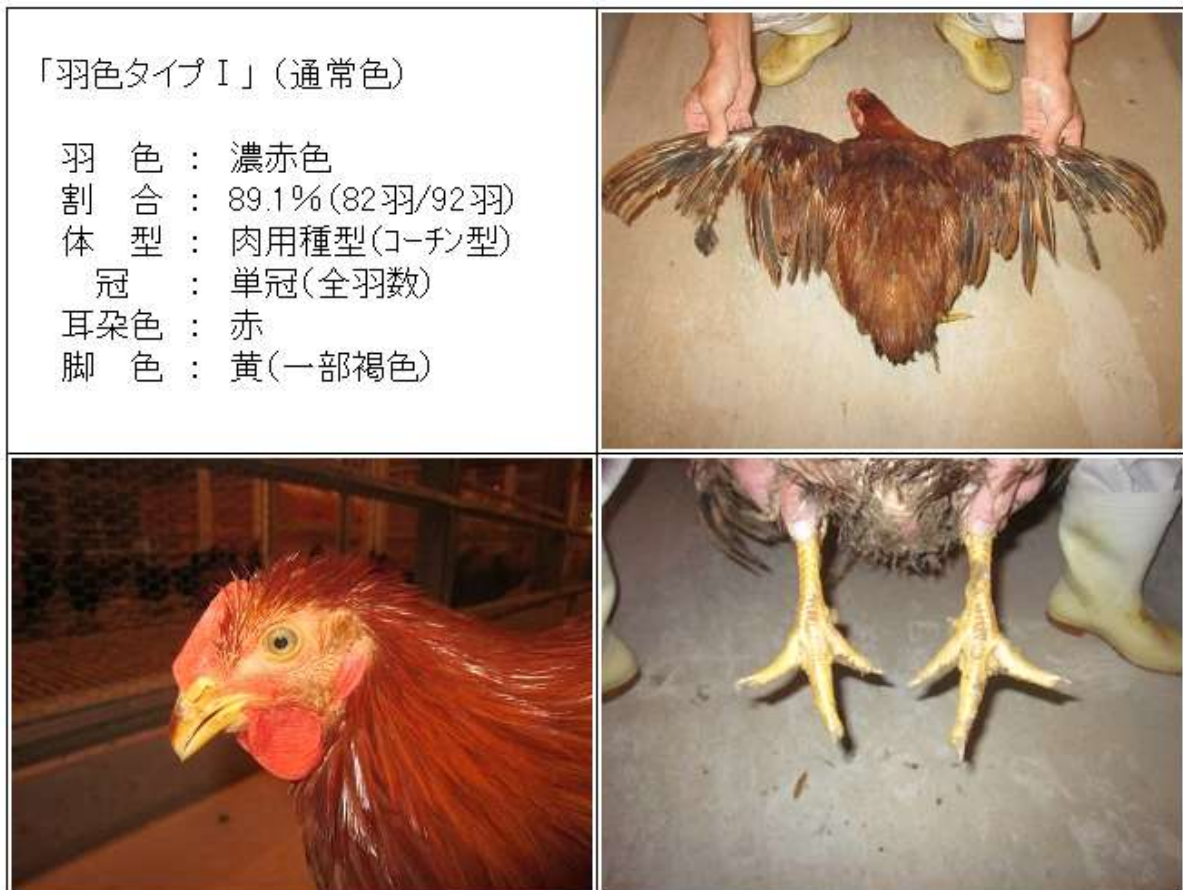 「羽色タイプⅠ」(通常色)
羽 色 : 濃赤色
割 合 : 89.1%(82羽/92羽)
体 型 : 肉用種型(コーチン型)
冠 : 単冠(全羽数)
耳朶色 : 赤
脚 色 : 黄(一部褐色)